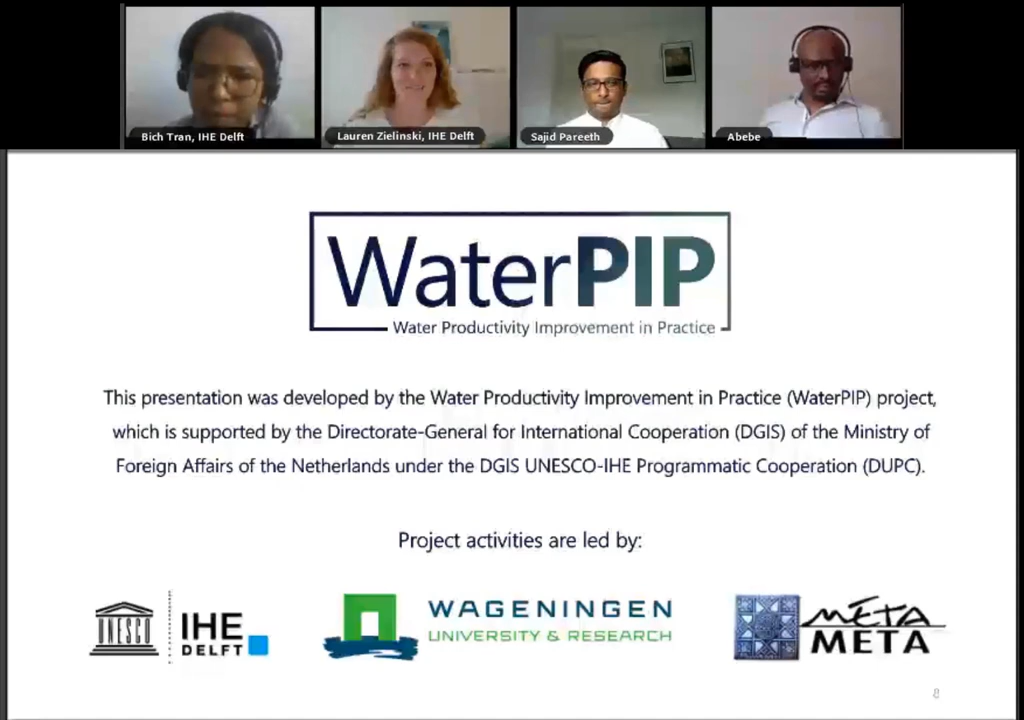 Bich Tran, IHE Delft
Lauren Zielinski, IHE Delft
Sajid Pareeth
Abebe
WaterPIP
Water Productivity Improvement in Practice
This presentation was developed by the Water Productivity Improvement in Practice (WaterPIP) project,
which is supported by the Directorate-General for International Cooperation (DGIS) of the Ministry of
Foreign Affairs of the Netherlands under the DGIS UNESCO-IHE Programmatic Cooperation (DUPC).
Project activities are led by:
UNESCO
IHE
DELFT
WAGENINGEN
UNIVERSITY & RESEARCH
META
META
8